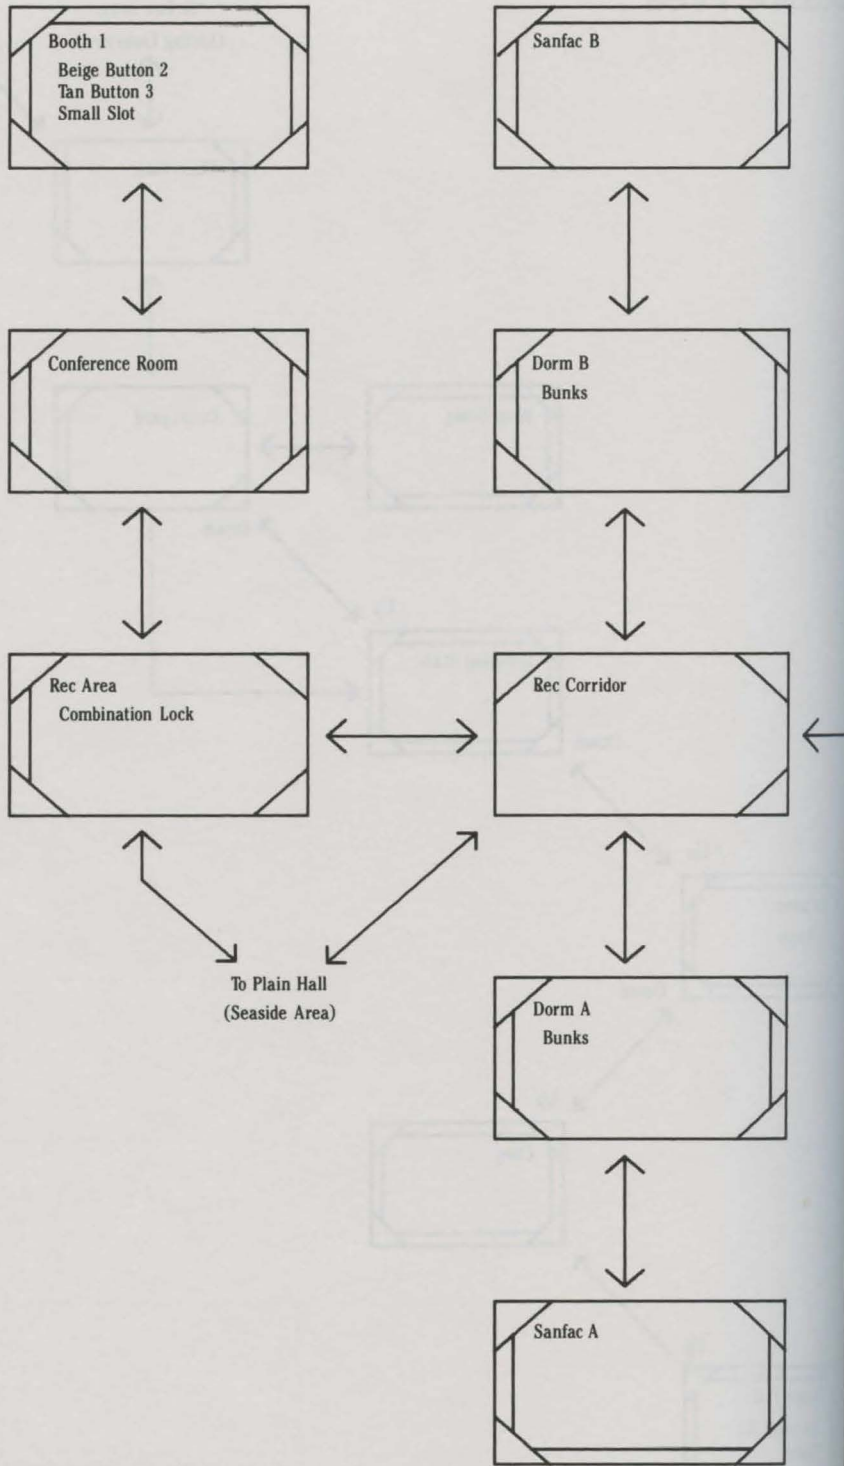 Booth 1
Beige Button 2
Tan Button 3
Small Slot
Sanfac B
Conference Room
Dorm B
Bunks
Rec Area
Combination Lock
Rec Corridor
To Plain Hall
(Seaside Area)
Dorm A
Bunks
Sanfac A